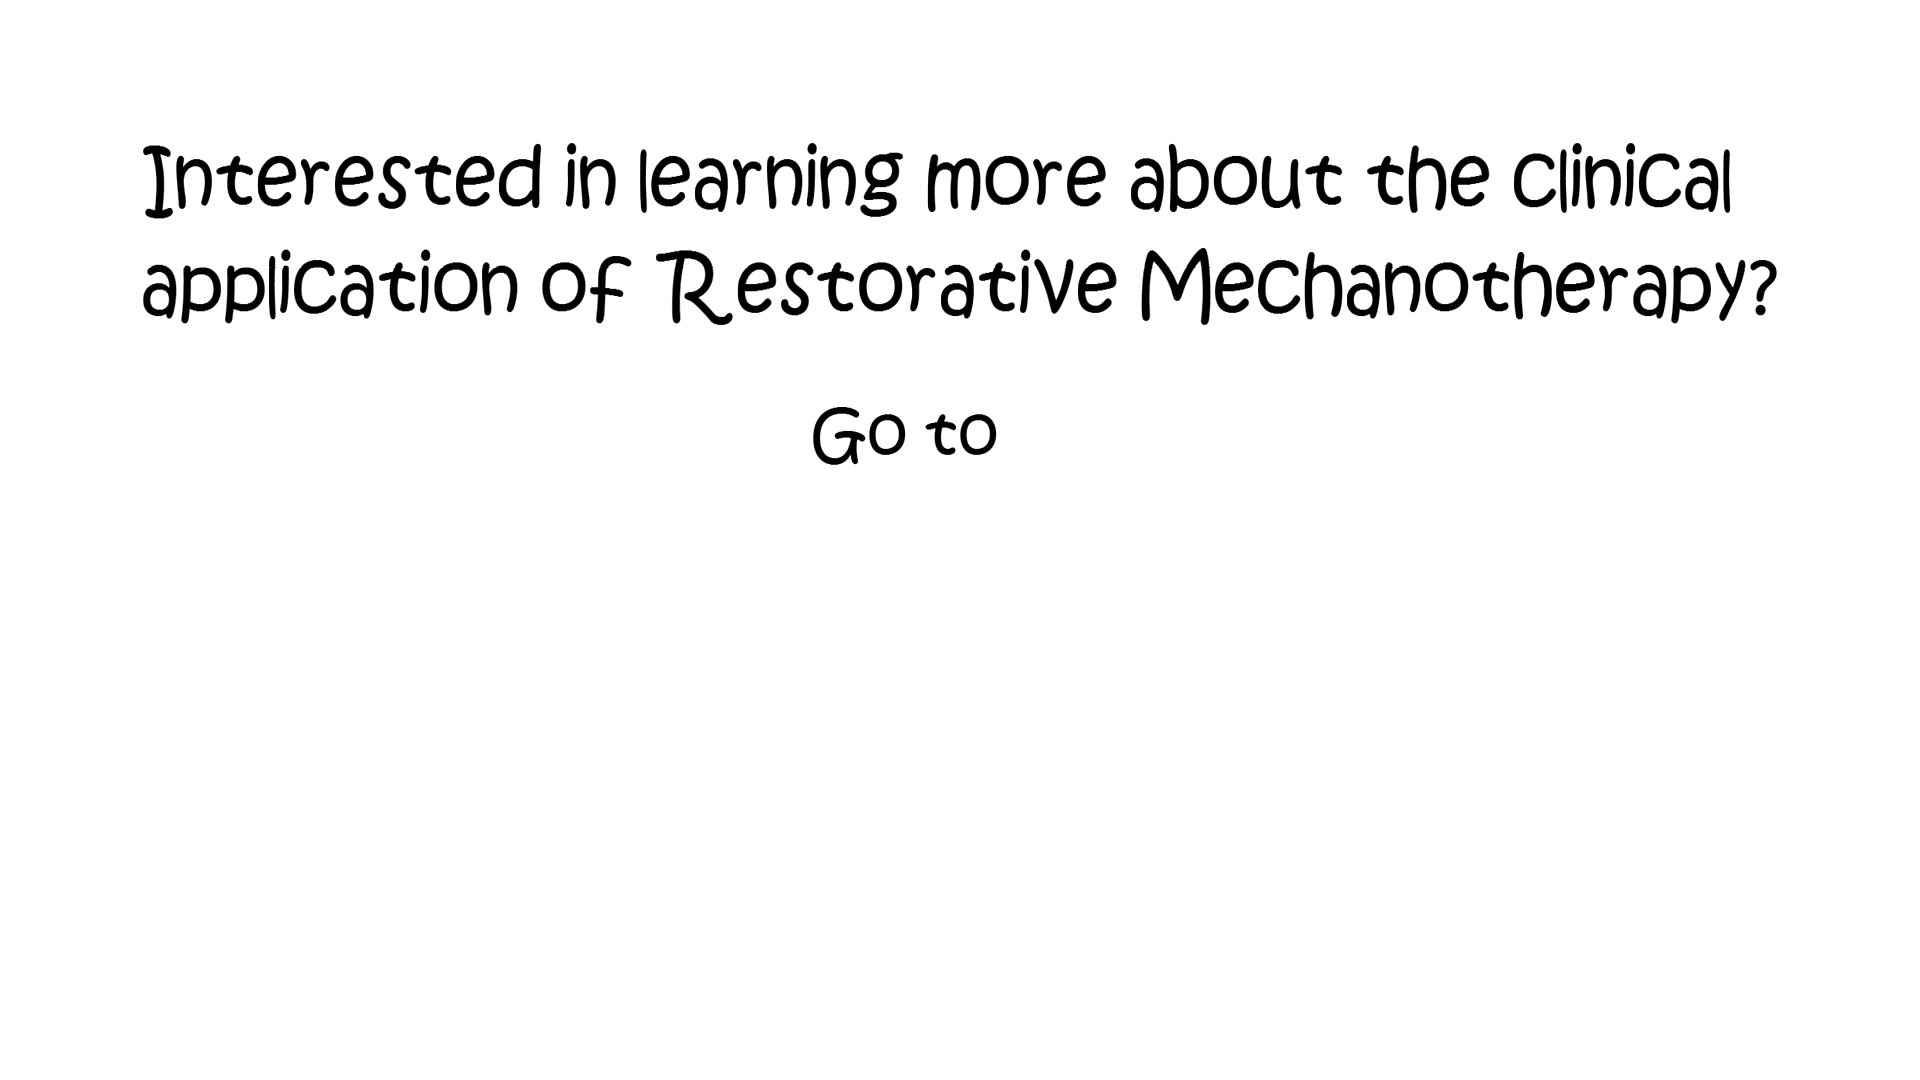 Interested in learning more about the clinical
application of Restorative Mechanotherapy?
Go to